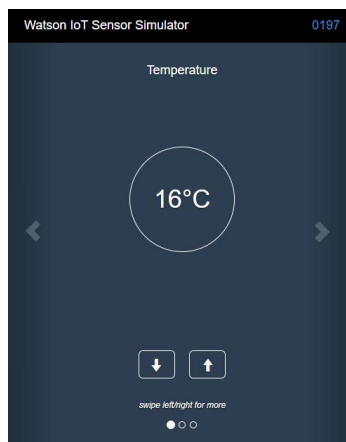 Watson IoT Sensor Simulator 0197
Temperature
16°C
swipe left/right for more